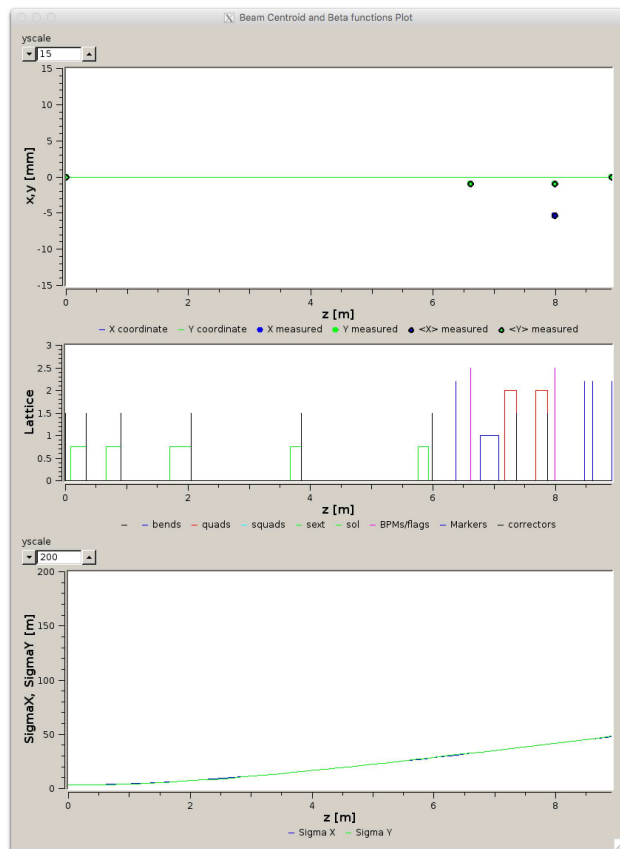 Beam Centroid and Beta functions Plot
yscale
15
15
10
5
0
-5
-10
-15
x,y [mm]
0 2 4 6 8
z [m]
X coordinate Y coordinate X measured Y measured <X> measured <Y> measured
3
2.5
2
1.5
1
0.5
0
Lattice
0 2 4 6 8
z [m]
bends quads squads sext sol BPMs/flags Markers correctors
yscale
200
200
150
100
50
0
SigmaX, SigmaY [m]
0 2 4 6 8
z [m]
Sigma X Sigma Y